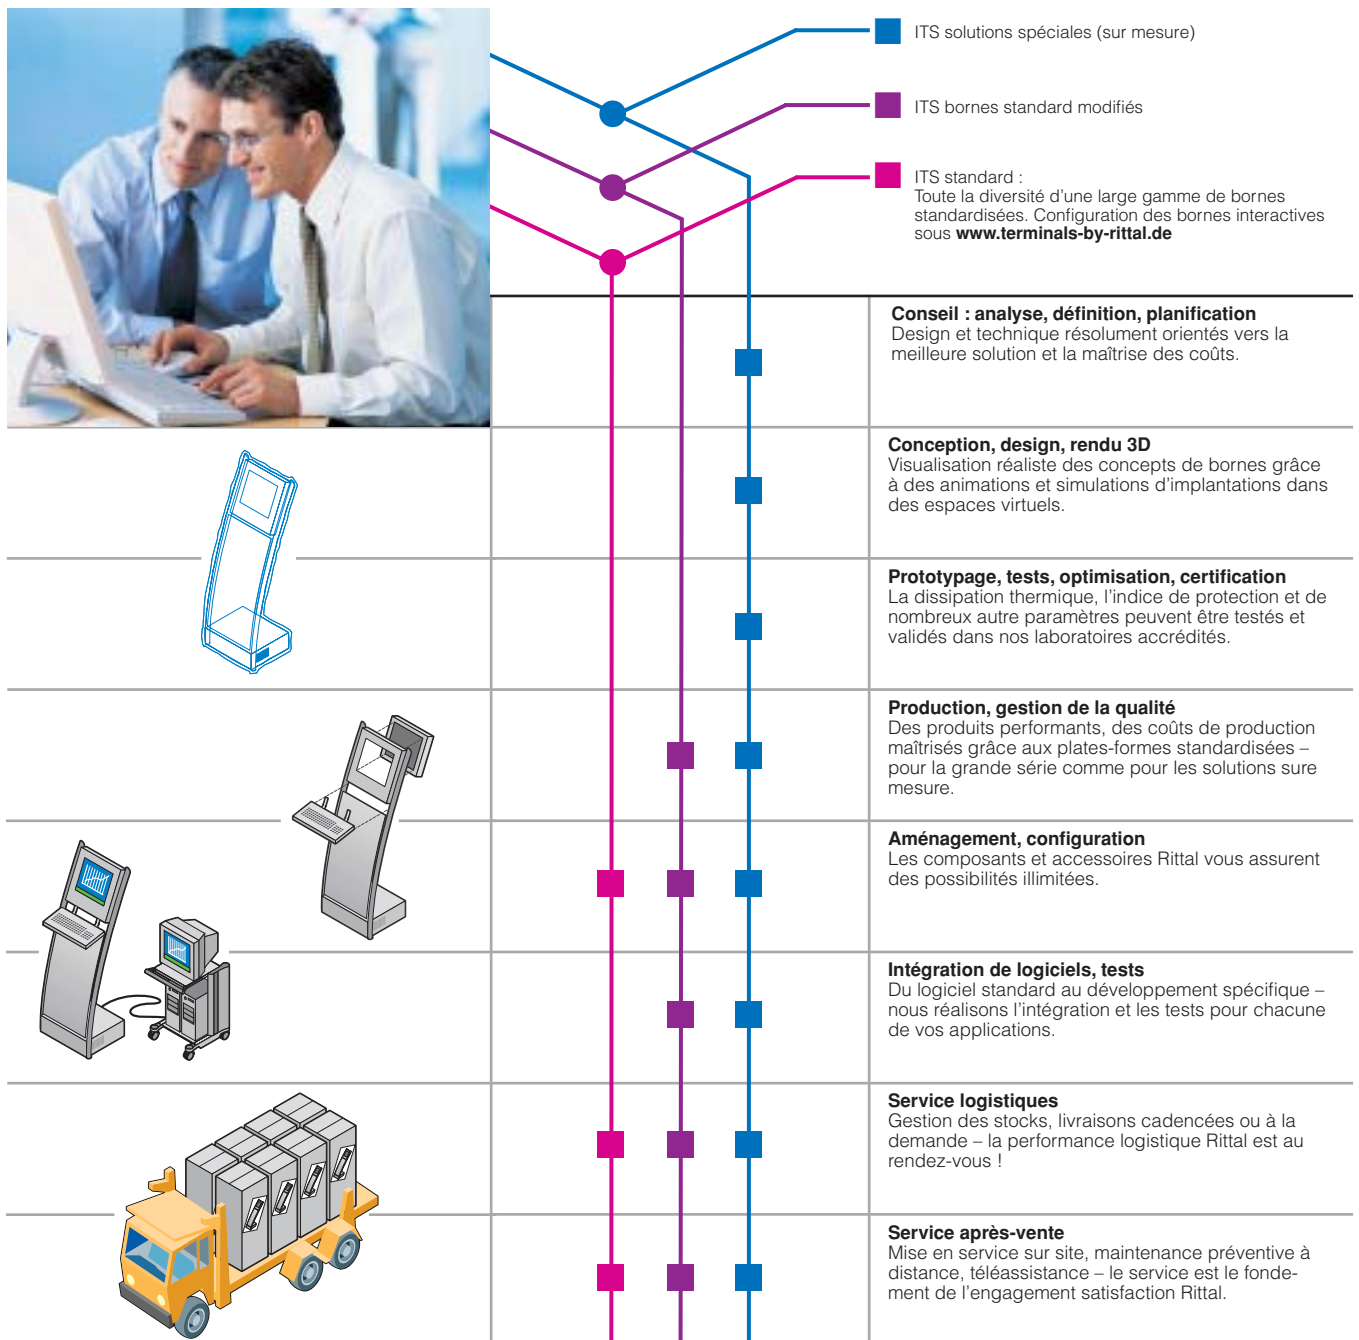 ITS solutions spéciales (sur mesure)
ITS bornes standard modifiés
ITS standard :
Toute la diversité d'une large gamme de bornes
standardisées. Configuration des bornes interactives
sous www.terminals-by-rittal.de
Conseil : analyse, définition, planification
Design et technique résolument orientés vers la
meilleure solution et la maîtrise des coûts.
Conception, design, rendu 3D
Visualisation réaliste des concepts de bornes grâce
à des animations et simulations d'implantations dans
des espaces virtuels.
Prototypage, tests, optimisation, certification
La dissipation thermique, l'indice de protection et de
nombreux autre paramètres peuvent être testés et
validés dans nos laboratoires accrédités.
Production, gestion de la qualité
Des produits performants, des coûts de production
maîtrisés grâce aux plates-formes standardisées –
pour la grande série comme pour les solutions sure
mesure.
Aménagement, configuration
Les composants et accessoires Rittal vous assurent
des possibilités illimitées.
Intégration de logiciels, tests
Du logiciel standard au développement spécifique –
nous réalisons l'intégration et les tests pour chacune
de vos applications.
Service logistiques
Gestion des stocks, livraisons cadencées ou à la
demande – la performance logistique Rittal est au
rendez-vous !
Service après-vente
Mise en service sur site, maintenance préventive à
distance, téléassistance – le service est le fonde-
ment de l'engagement satisfaction Rittal.